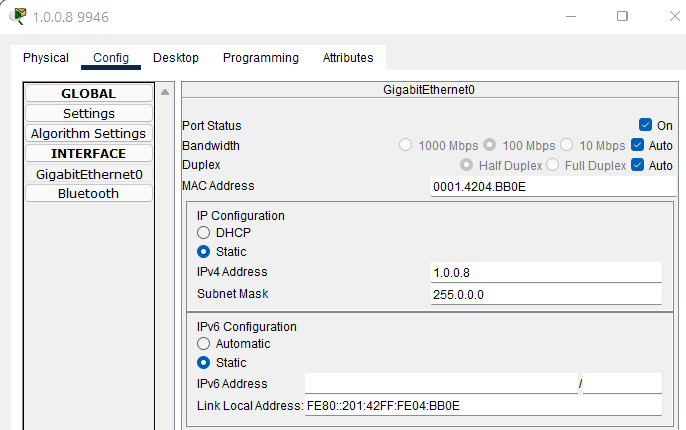 1.0.0.8 9946
Physical Config Desktop Programming Attributes
GLOBAL
Settings
Algorithm Settings
INTERFACE
GigabitEthernet0
Bluetooth
GigabitEthernet0
Port Status On
Bandwidth 1000 Mbps 100 Mbps 10 Mbps Auto
Duplex Half Duplex Full Duplex Auto
MAC Address 0001.4204.BB0E
IP Configuration
DHCP
Static
IPv4 Address 1.0.0.8
Subnet Mask 255.0.0.0
IPv6 Configuration
Automatic
Static
IPv6 Address /
Link Local Address: FE80::201:42FF:FE04:BB0E